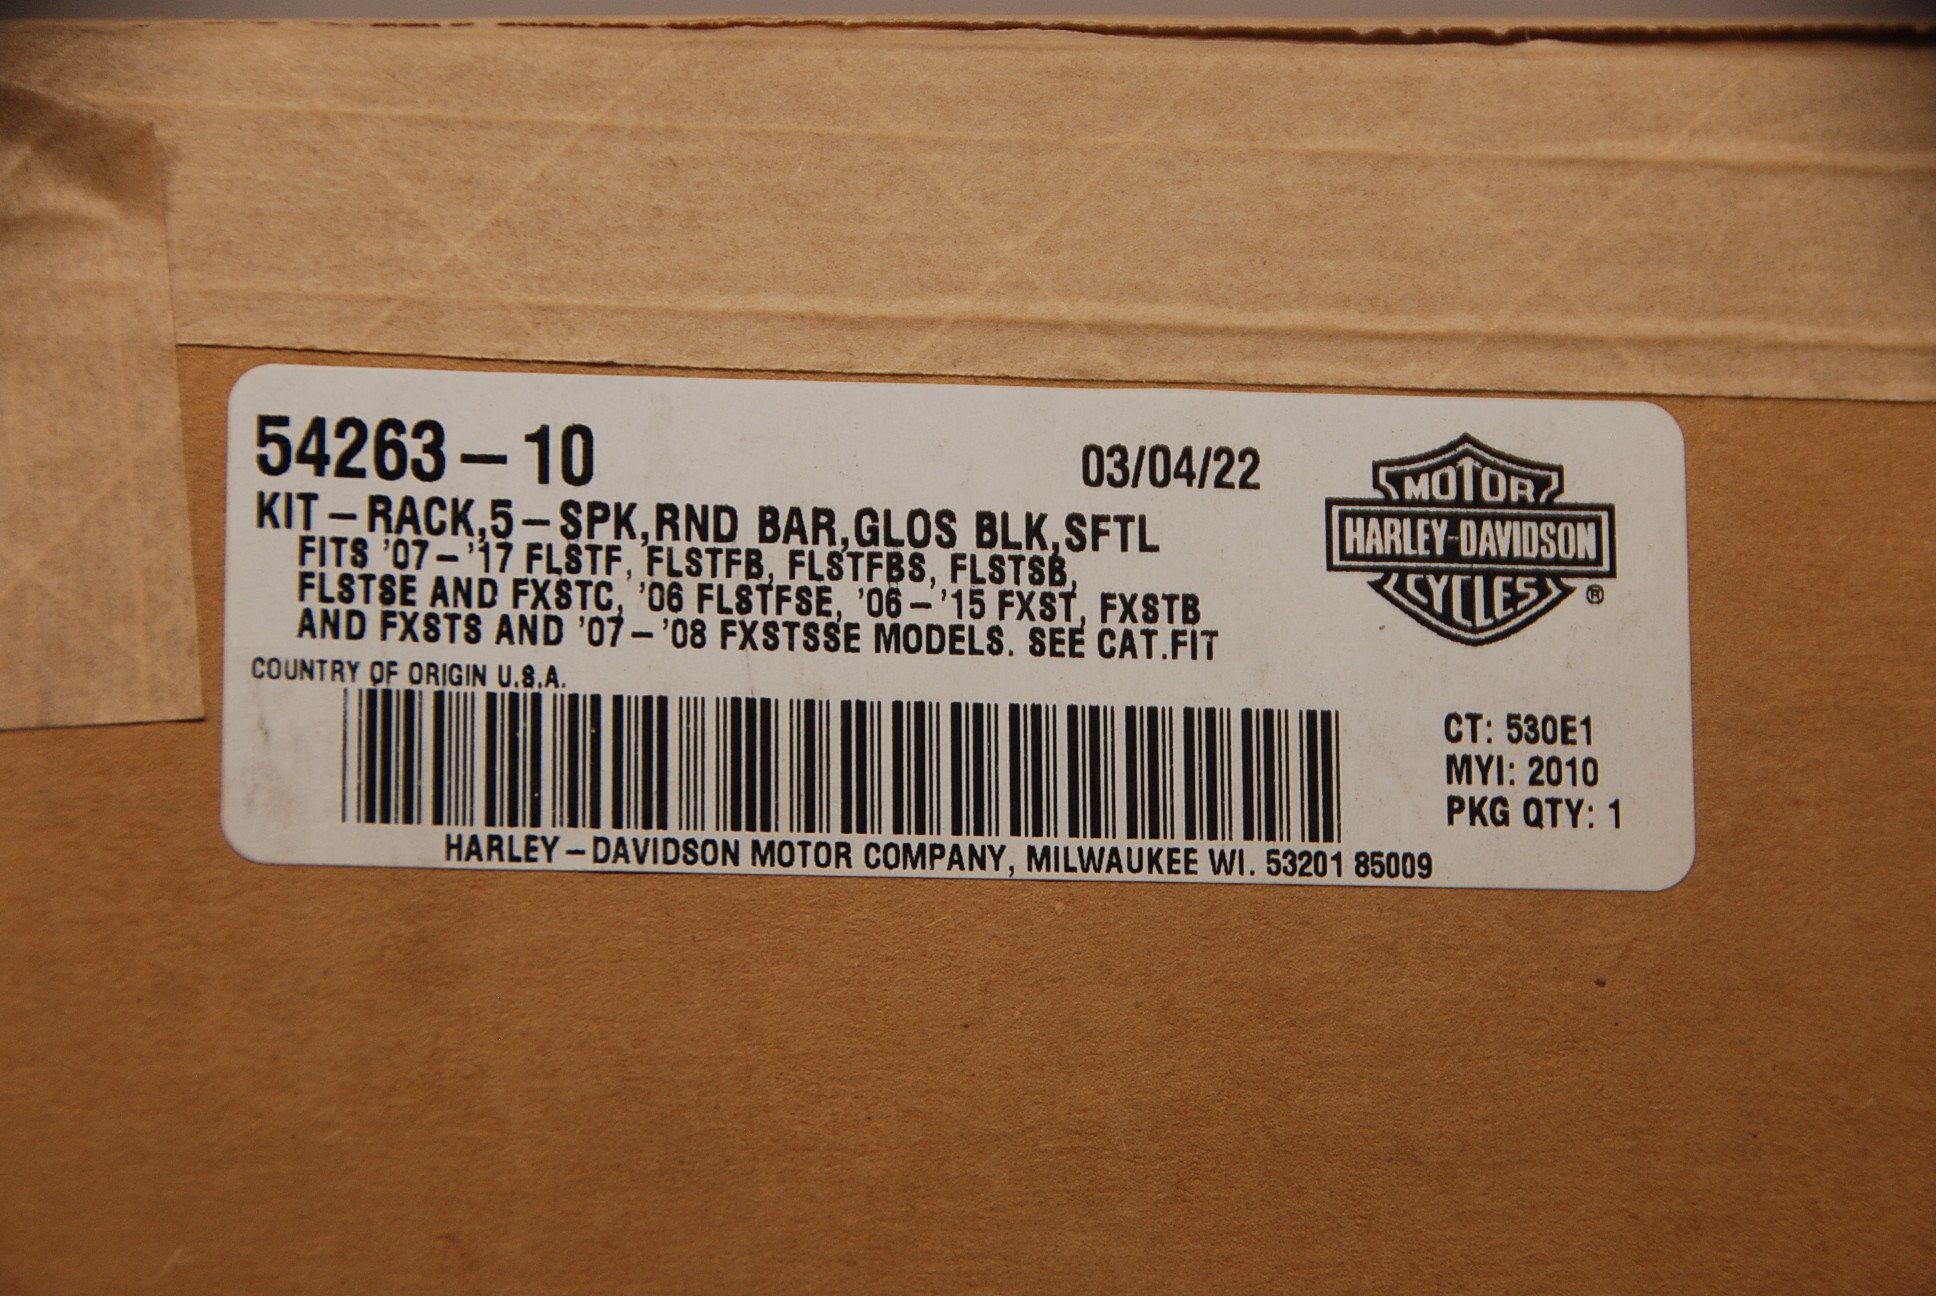 54263-10
03/04/22
KIT-RACK,5-SPK,RND BAR,GLOS BLK,SFTL
FITS '07-'17 FLSTF, FLSTFB, FLSTFBS, FLSTSB,
FLSTSE AND FXSTC, '06 FLSTFSE, '06-'15 FXST, FXSTB
AND FXSTS AND '07-'08 FXSTSSE MODELS. SEE CAT.FIT
COUNTRY OF ORIGIN U.S.A.
MOTOR
HARLEY-DAVIDSON
CYCLES
®
CT: 530E1
MYI: 2010
PKG QTY: 1
HARLEY-DAVIDSON MOTOR COMPANY, MILWAUKEE WI. 53201 85009